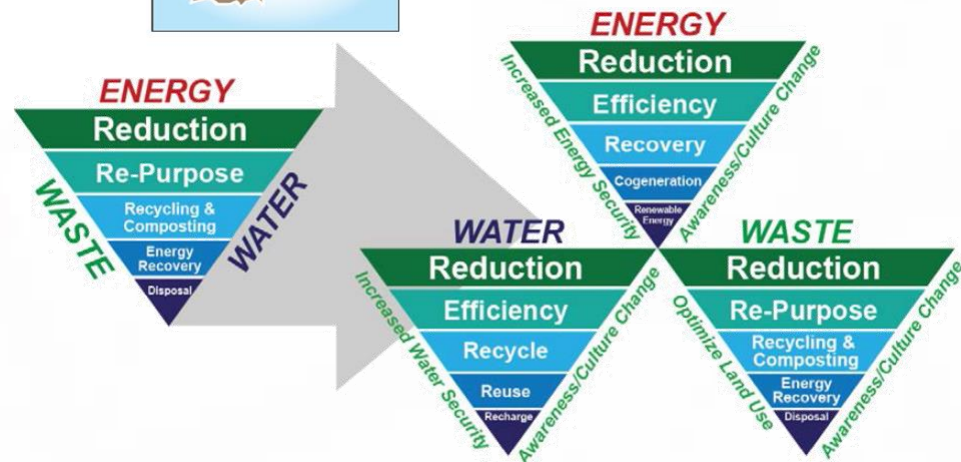 ENERGY
Reduction
Re-Purpose
Recycling &
Composting
Energy
Recovery
Disposal
WASTE
WATER
ENERGY
Reduction
Efficiency
Recovery
Cogeneration
Renewable
Energy
Increased Energy Security
Awareness/Culture Change
WATER
Reduction
Efficiency
Recycle
Reuse
Recharge
Increased Water Security
Awareness/Culture Change
WASTE
Reduction
Re-Purpose
Recycling &
Composting
Energy
Recovery
Disposal
Optimize Land Use
Awareness/Culture Change